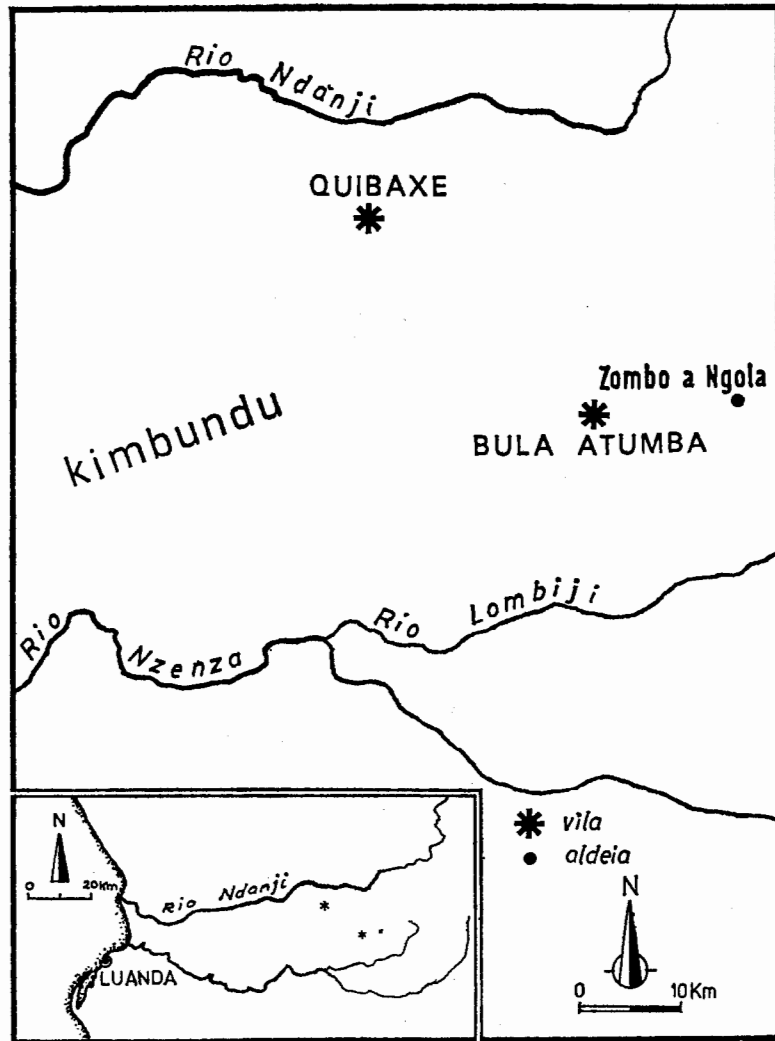 Rio Ndanji
QUIBAXE
Zombo a Ngola
kimbundu
BULA ATUMBA
Rio Lombiji
Rio Nzenza
vila
aldeia
N
0 10Km
N
0 20Km
Rio Ndanji
LUANDA